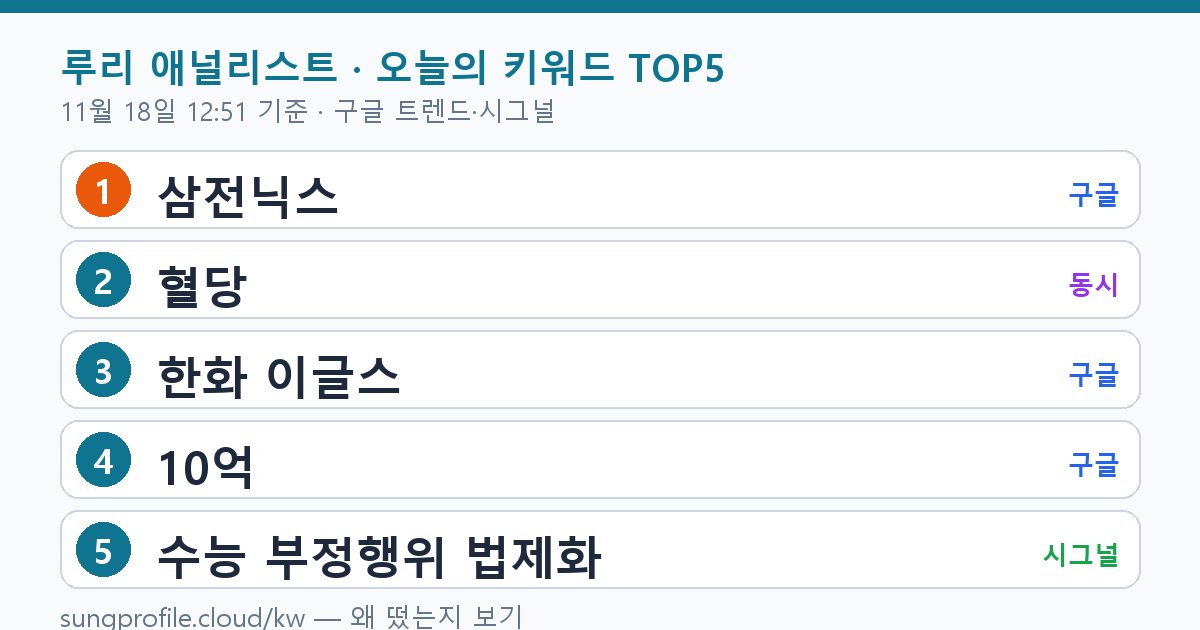 루리 애널리스트 · 오늘의 키워드 TOP5
11월 18일 12:51 기준 · 구글 트렌드·시그널
1 삼전닉스 구글
2 혈당 동시
3 한화 이글스 구글
4 10억 구글
5 수능 부정행위 법제화 시그널
sungprofile.cloud/kw — 왜 떴는지 보기